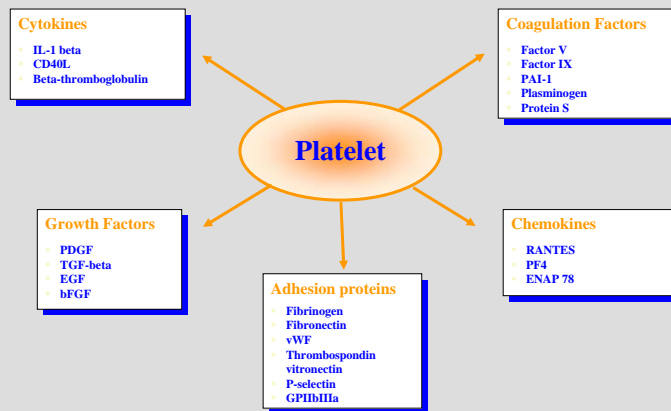 Cytokines
IL-1 beta
CD40L
Beta-thromboglobulin
Coagulation Factors
Factor V
Factor IX
PAI-1
Plasminogen
Protein S
Platelet
Growth Factors
PDGF
TGF-beta
EGF
bFGF
Adhesion proteins
Fibrinogen
Fibronectin
vWF
Thrombospondin
vitronectin
P-selectin
GPIIbIIIa
Chemokines
RANTES
PF4
ENAP 78